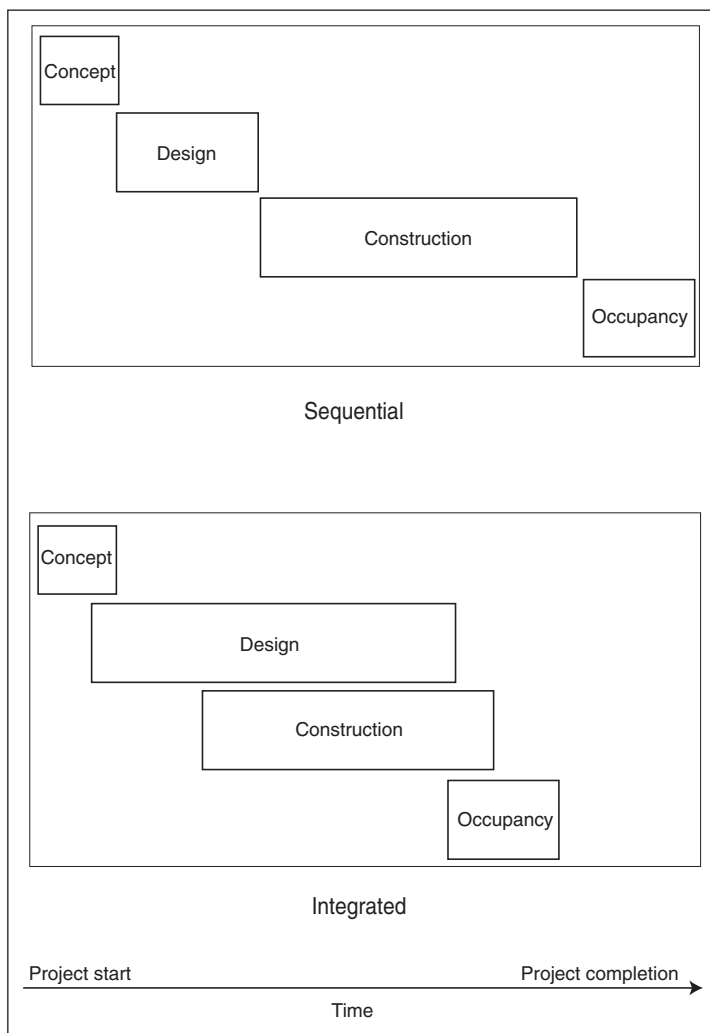 Concept
Design
Construction
Occupancy
Sequential
Concept
Design
Construction
Occupancy
Integrated
Project start
Project completion
Time